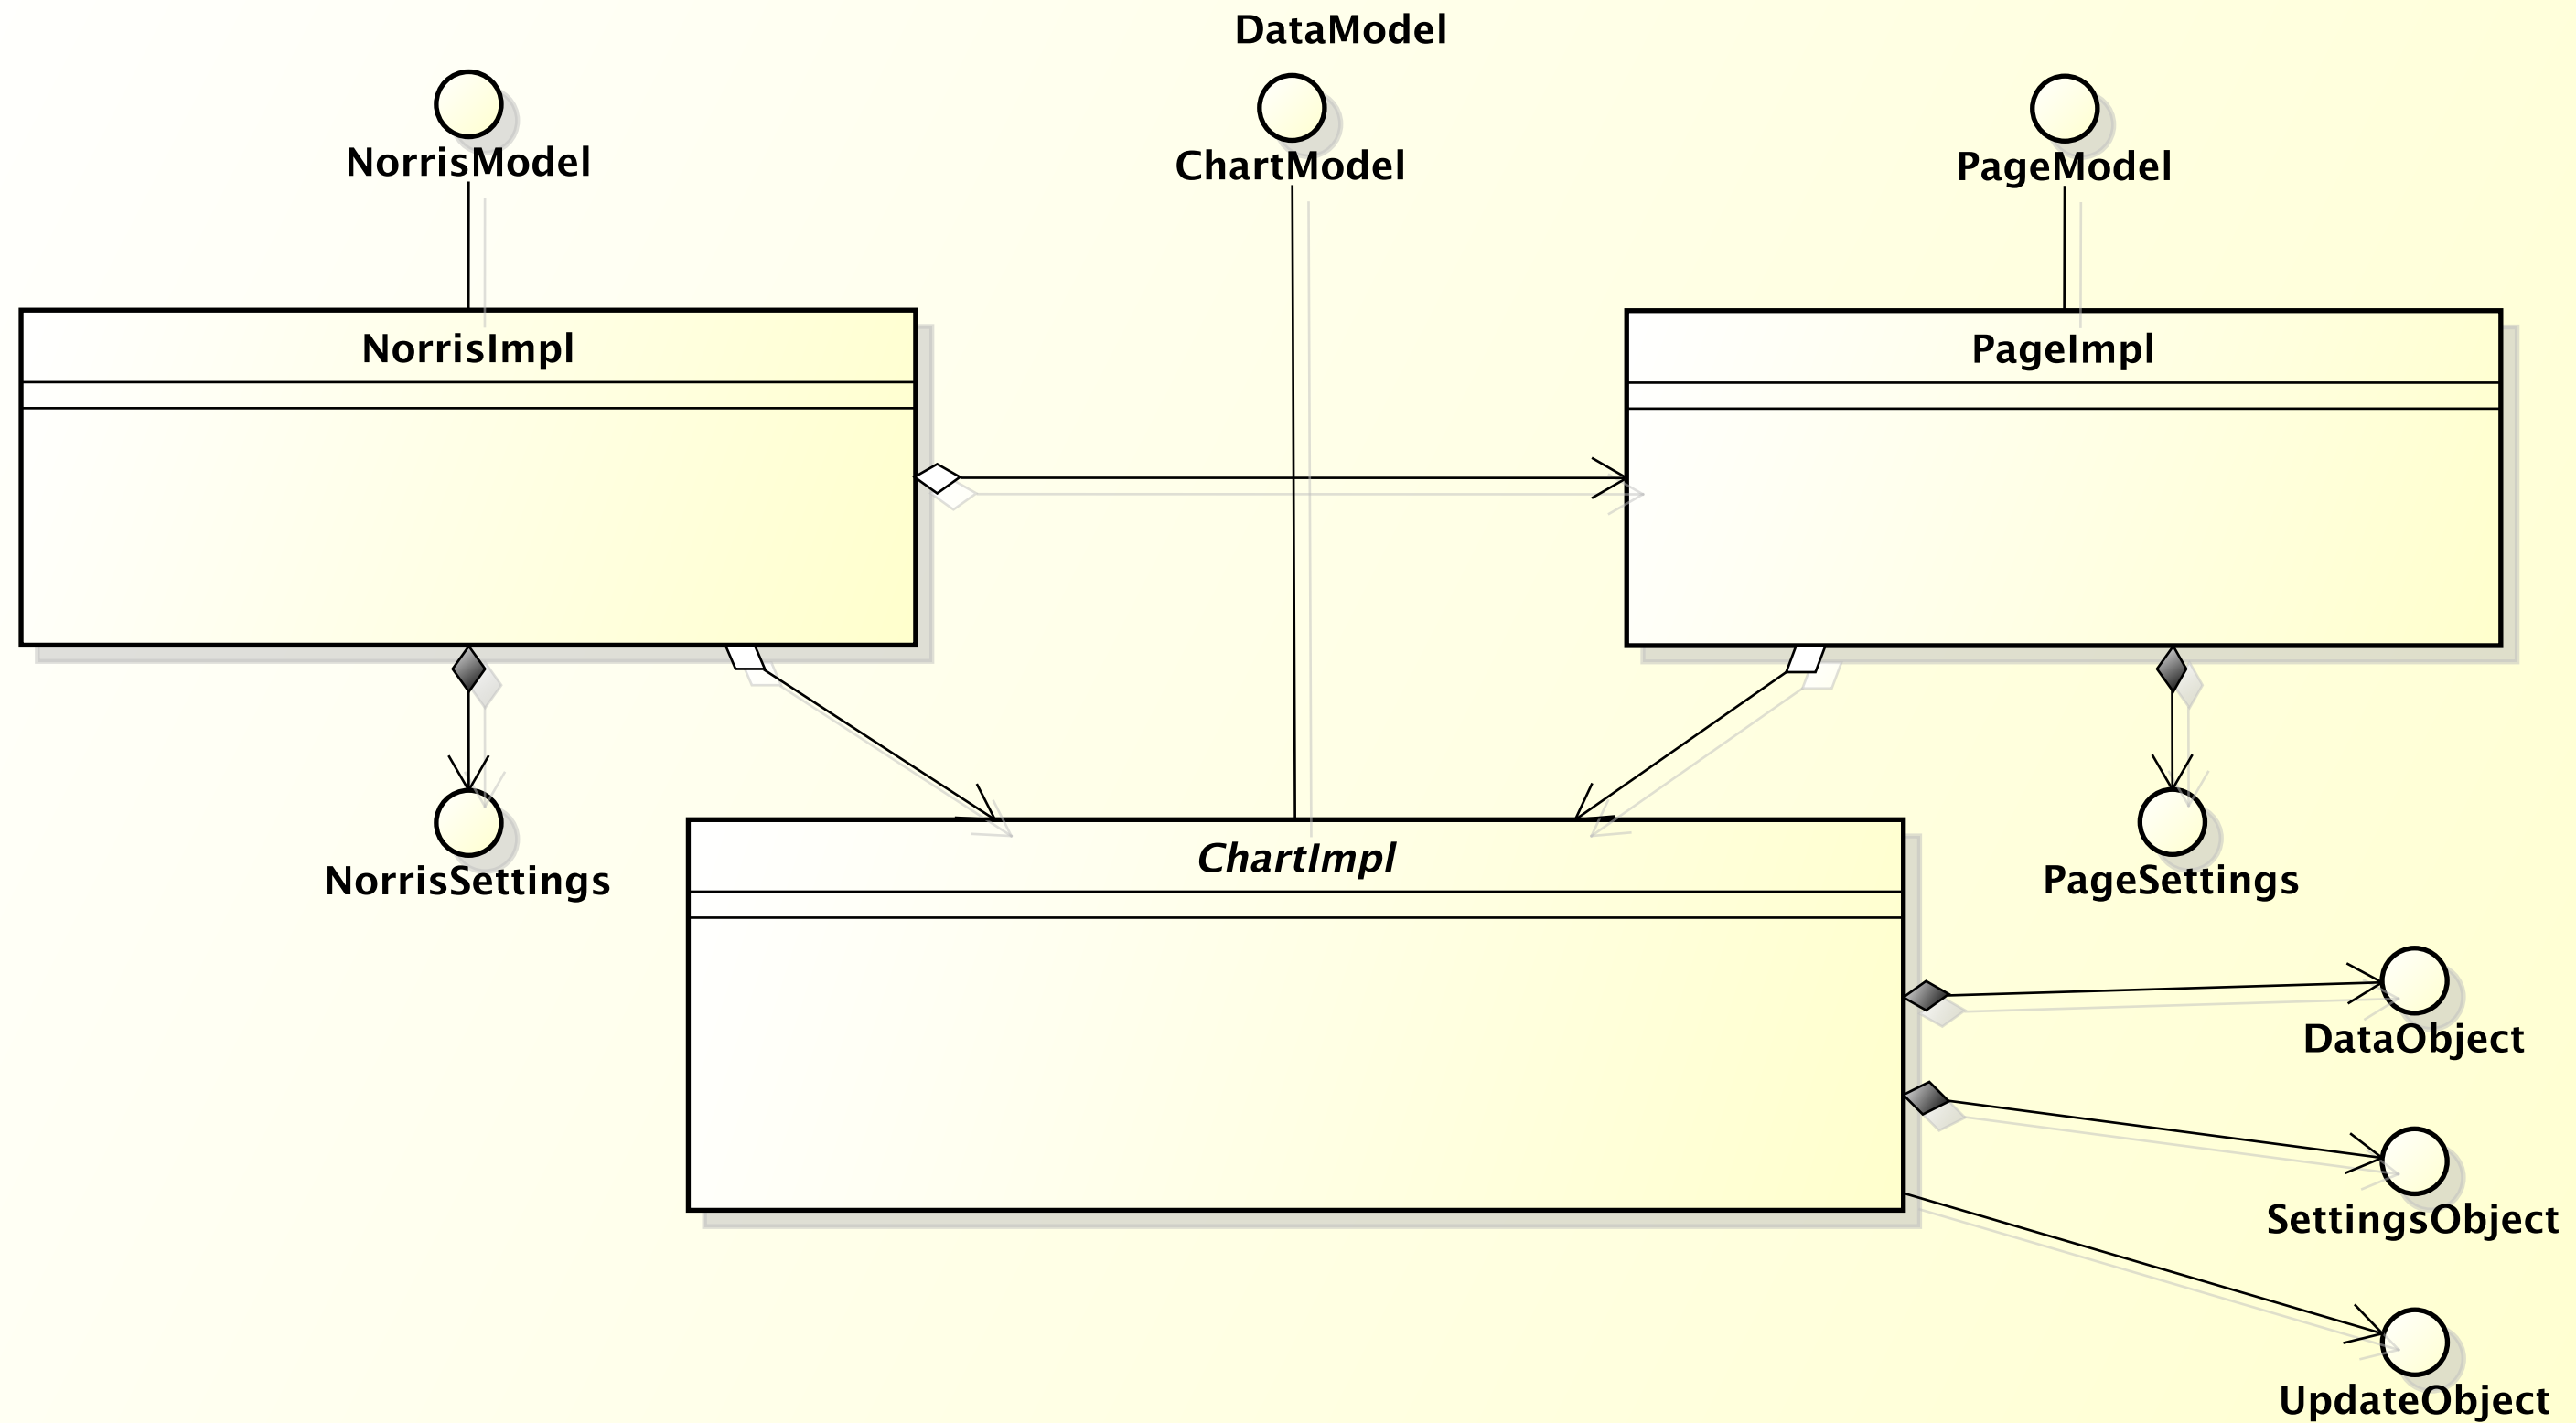 DataModel
NorrisModel
ChartModel
PageModel
NorrisImpl
PageImpl
ChartImpl
NorrisSettings
PageSettings
DataObject
SettingsObject
UpdateObject